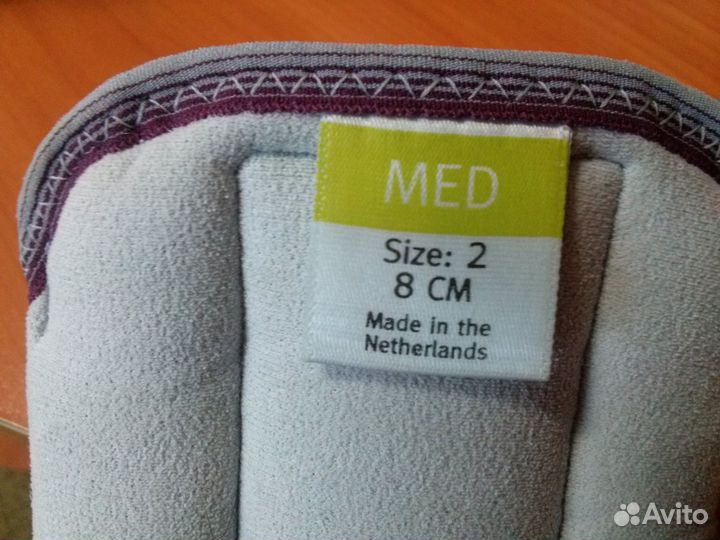 MED
Size: 2
8 CM
Made in the
Netherlands
Avito